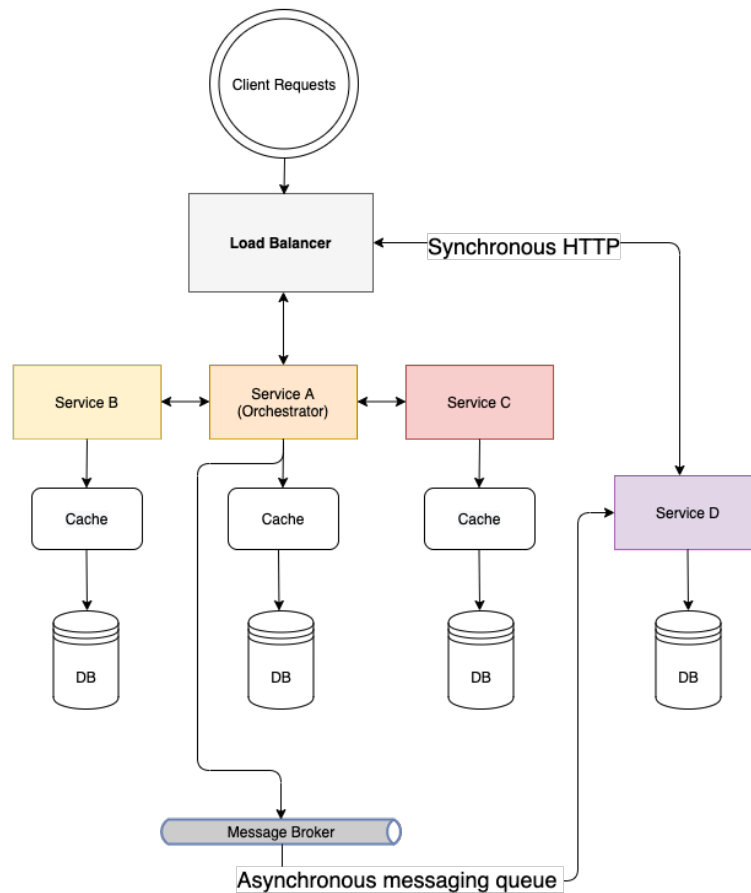 Client Requests
Load Balancer
Synchronous HTTP
Service B
Service A
(Orchestrator)
Service C
Cache
Cache
Cache
Service D
DB
DB
DB
DB
Message Broker
Asynchronous messaging queue